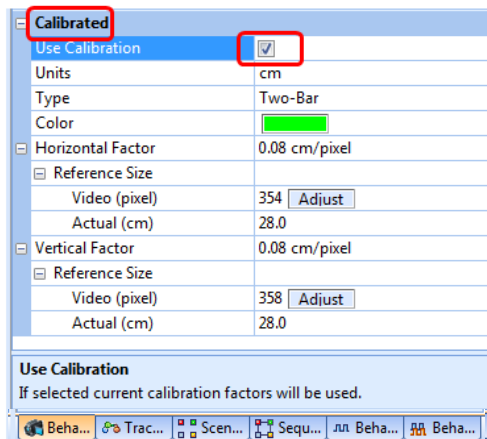 Calibrated
Use Calibration
Units cm
Type Two-Bar
Color
Horizontal Factor 0.08 cm/pixel
Reference Size
Video (pixel) 354 Adjust
Actual (cm) 28.0
Vertical Factor 0.08 cm/pixel
Reference Size
Video (pixel) 358 Adjust
Actual (cm) 28.0
Use Calibration
If selected current calibration factors will be used.
Beha... Trac... Scen... Sequ... Beha... Beha...